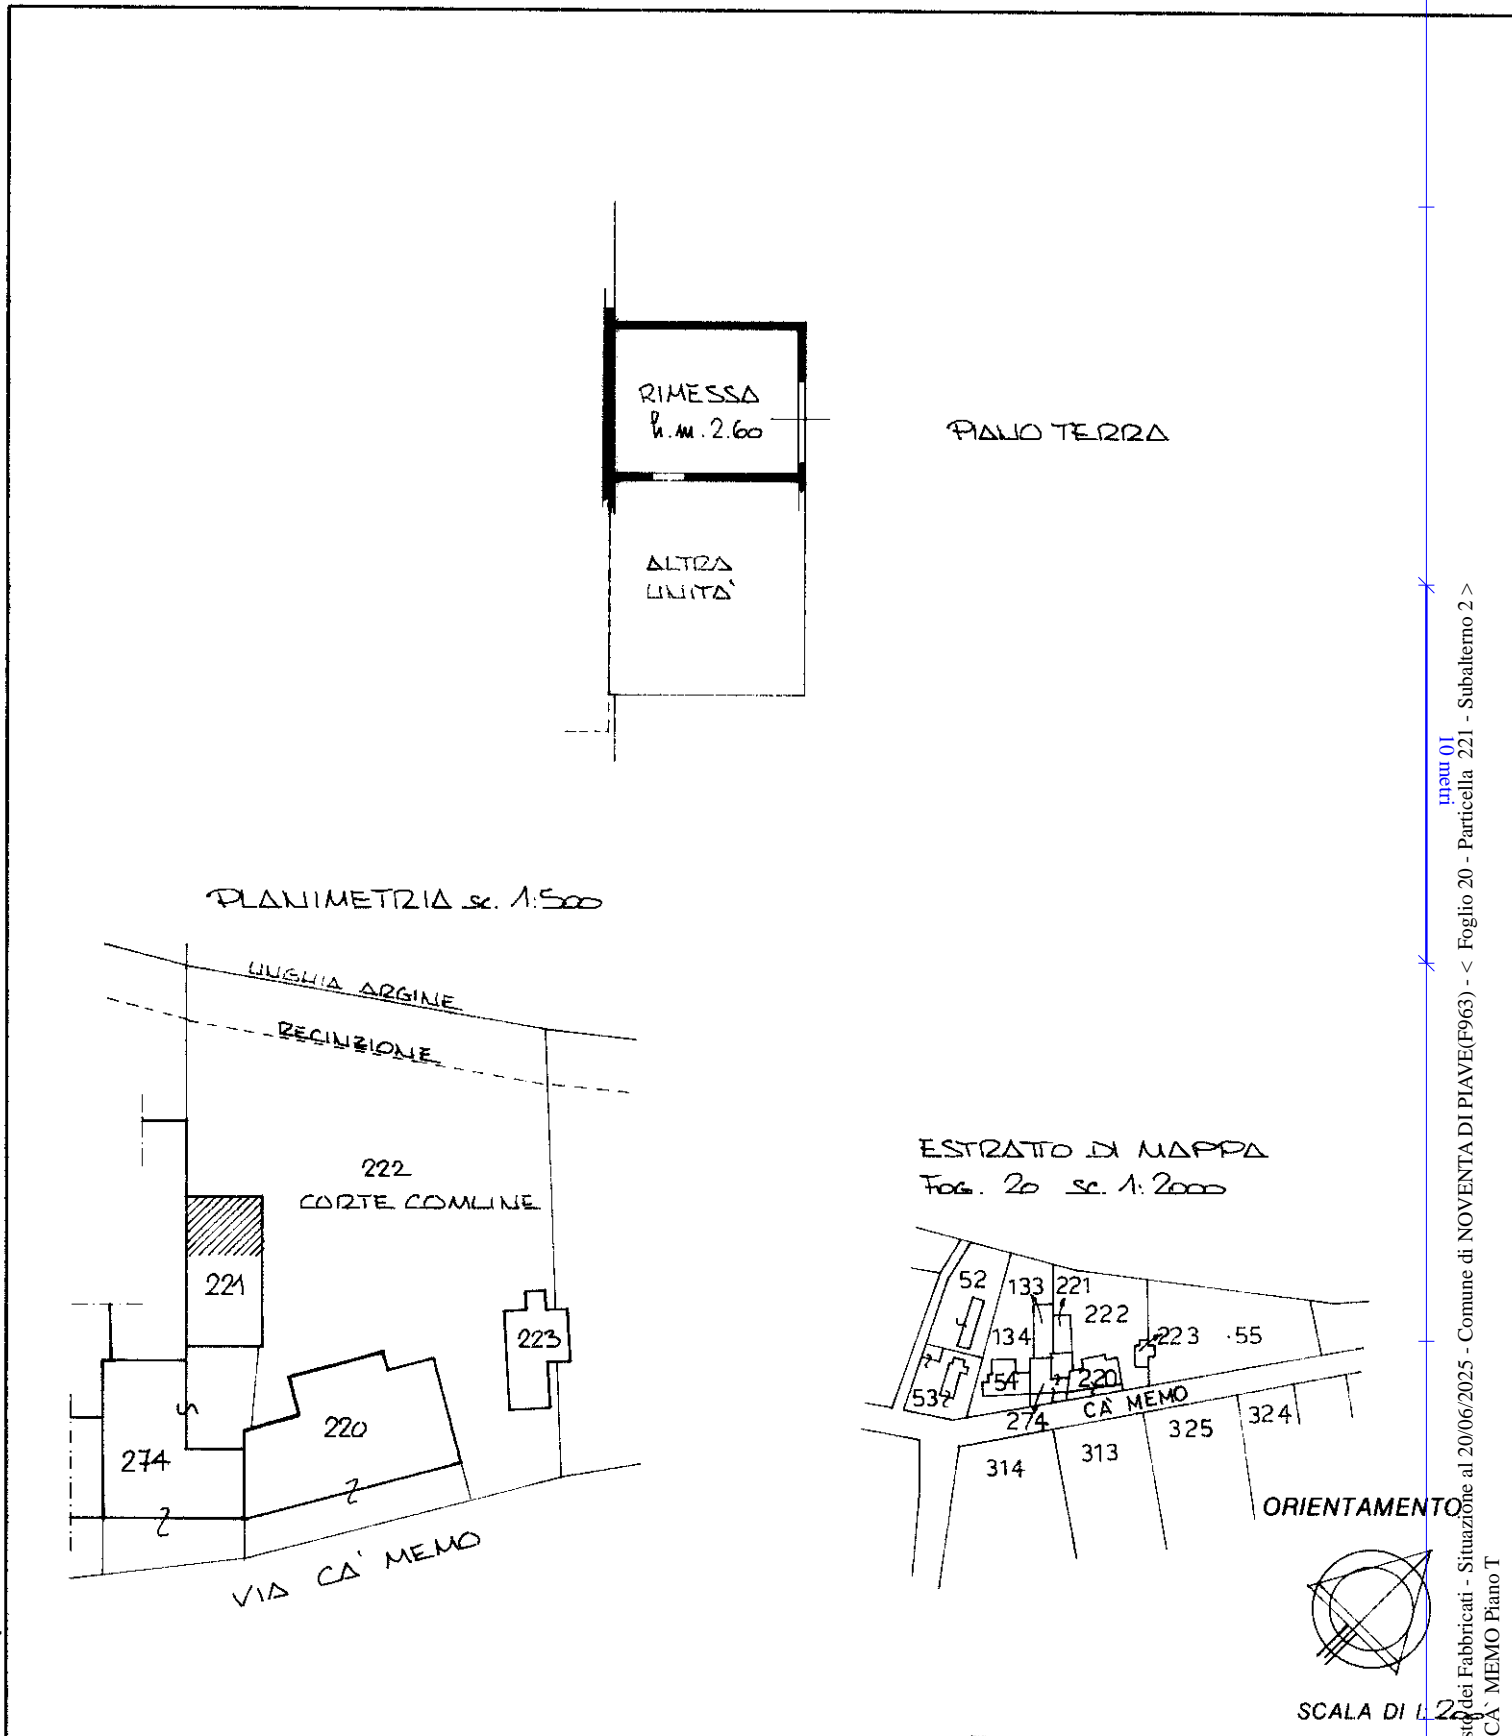 RIMESSA
h.m. 2.60
PIANO TERRA
ALTRA
UNITA'
10 metri
PLANIMETRIA sc. 1:500
UNGHIA ARGINE
RECINZIONE
222
CORTE COMUNE
221
223
220
274
VIA CA' MEMO
ESTRATTO DI MAPPA
FOG. 20 sc. 1:2000
52
133
221
222
134
223
.55
54
220
53
CA' MEMO
274
325
324
314
313
ORIENTAMENTO
SCALA DI 1:200
dei Fabbricati - Situazione al 20/06/2025 - Comune di NOVENTA DI PIAVE(F963) - < Foglio 20 - Particella 221 - Subalterno 2 >
CA` MEMO Piano T